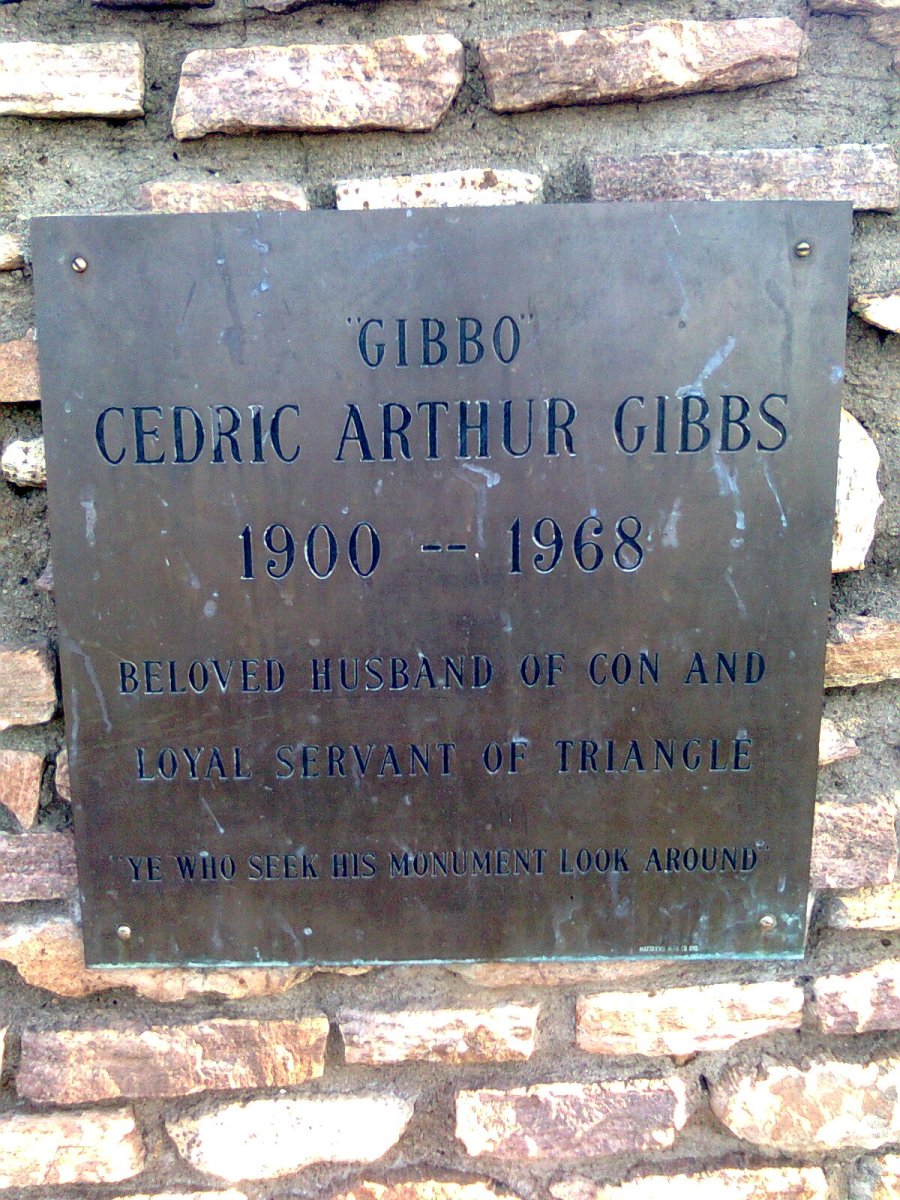 "GIBBO"
CEDRIC ARTHUR GIBBS
1900 -- 1968
BELOVED HUSBAND OF CON AND
LOYAL SERVANT OF TRIANGLE
"YE WHO SEEK HIS MONUMENT LOOK AROUND"